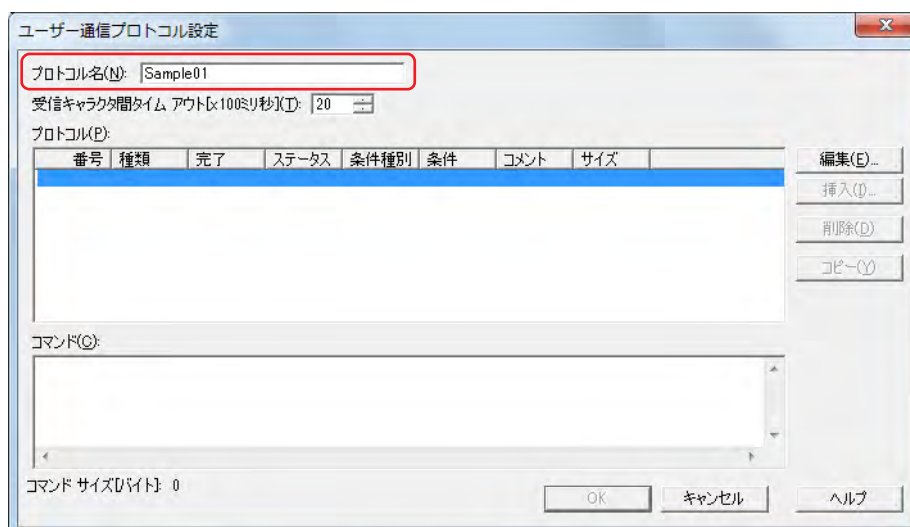 ユーザー通信プロトコル設定
プロトコル名(N): Sample01
受信キャラクタ間タイム アウト[x100ミリ秒](T): 20
プロトコル(P):
番号 種類 完了 ステータス 条件種別 条件 コメント サイズ
編集(E)...
挿入(I)...
削除(D)
コピー(Y)
コマンド(C):
コマンド サイズ[バイト]: 0
OK キャンセル ヘルプ